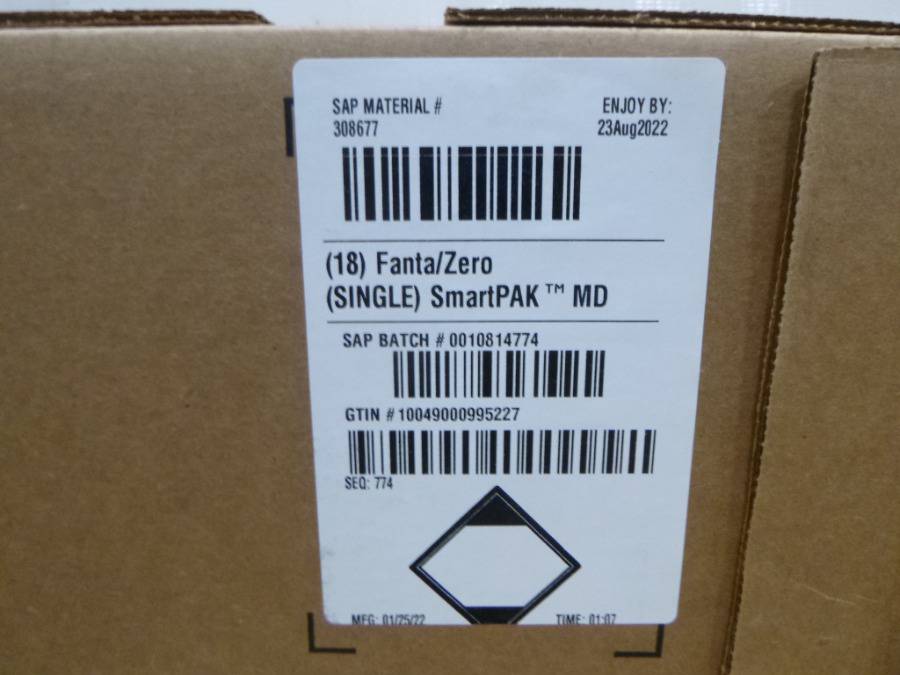 SAP MATERIAL #
308677
ENJOY BY:
23Aug2022
(18) Fanta/Zero
(SINGLE) SmartPAK ™ MD
SAP BATCH # 0010814774
GTIN # 10049000995227
SEQ: 774
MFG: 01/25/22
TIME: 01:07